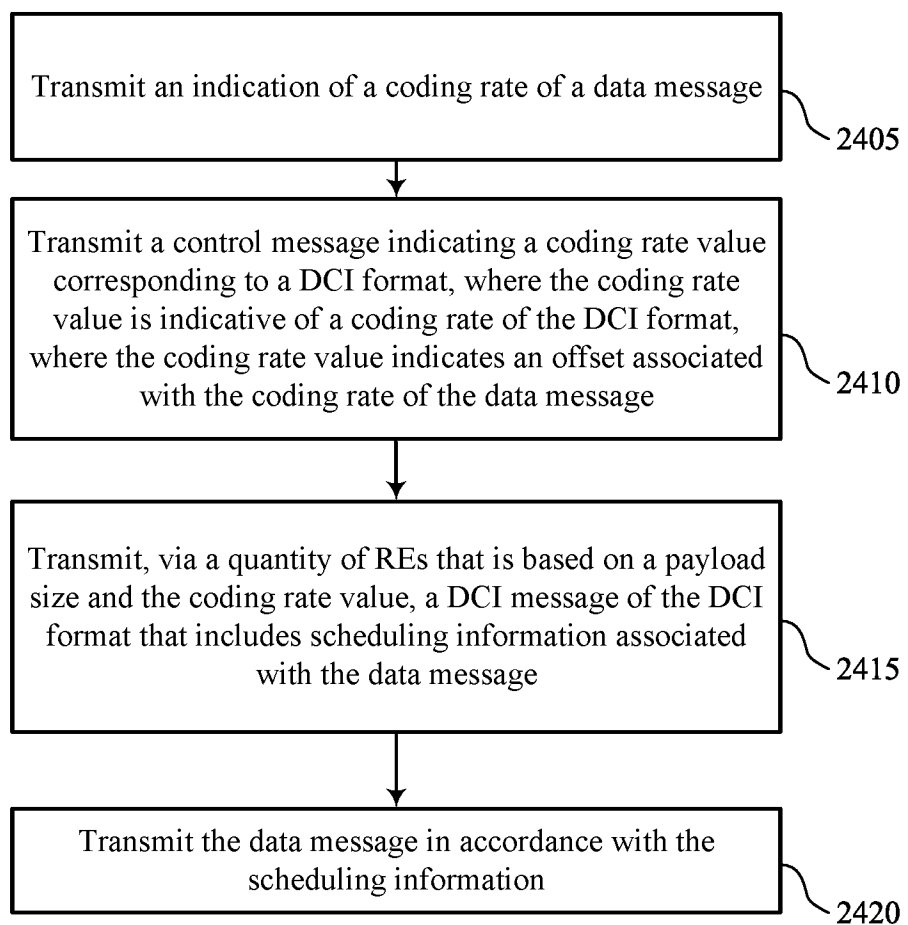 Transmit an indication of a coding rate of a data message
2405
Transmit a control message indicating a coding rate value
corresponding to a DCI format, where the coding rate
value is indicative of a coding rate of the DCI format,
where the coding rate value indicates an offset associated
with the coding rate of the data message
2410
Transmit, via a quantity of REs that is based on a payload
size and the coding rate value, a DCI message of the DCI
format that includes scheduling information associated
with the data message
2415
Transmit the data message in accordance with the
scheduling information
2420